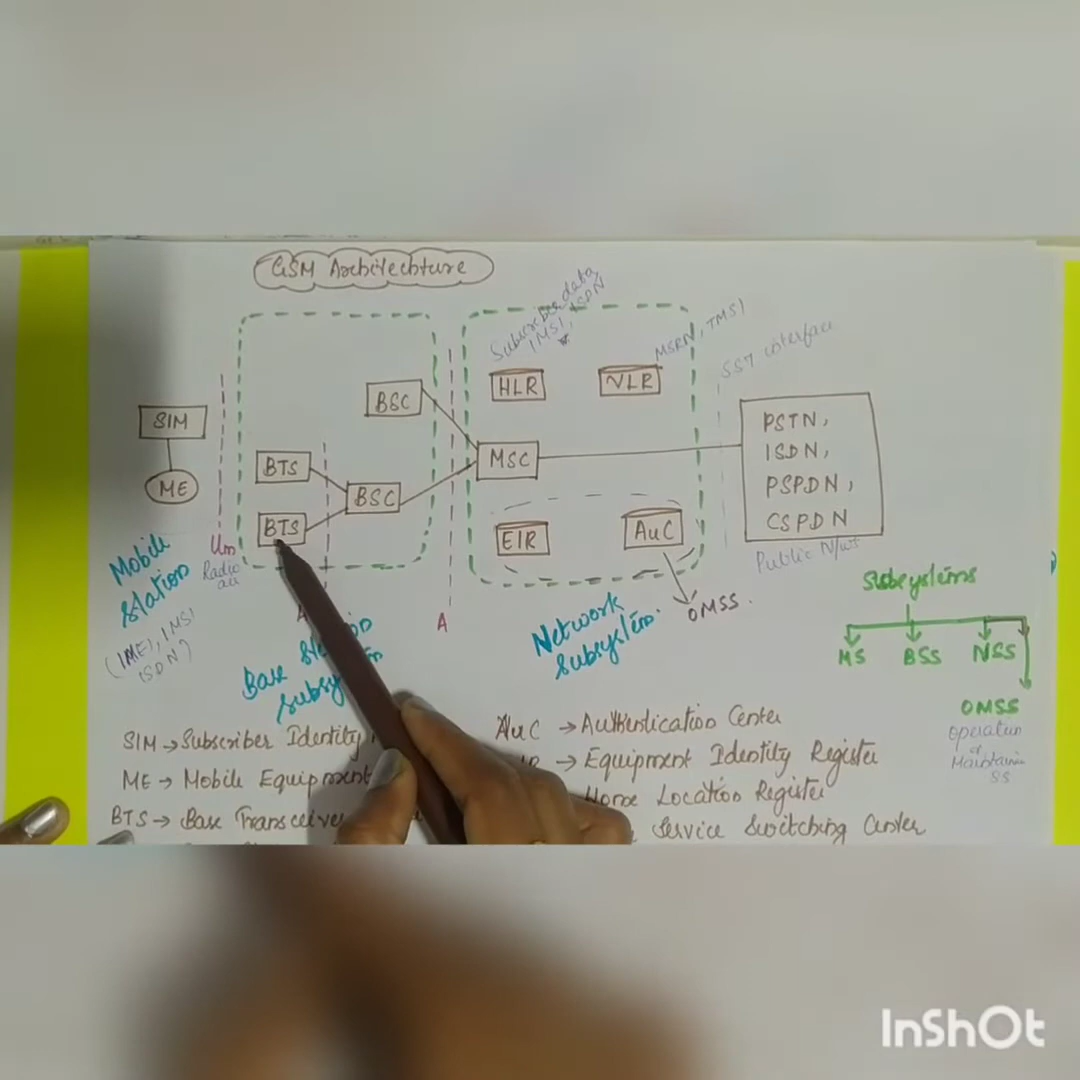 GSM Architechture
Subscriber data
IMSI, ISDN
MSRN, TMSI
SS7 interface
HLR
VLR
BSC
SIM
PSTN,
ISDN,
PSPDN,
CSPDN
MSC
BTS
ME
BSC
BTS
EIR
AuC
Um
Radio
A
Public N/w
OMSS.
Mobile
Station
(IMEI, IMSI
ISDN)
Base Station
Subsystem
Network
Subsystem
Subsystems
MS
BSS
NSS
OMSS
Operation
SS
SIM → Subscriber Identity
ME → Mobile Equipment
BTS → Base Transceiver
AuC → Authentication Center
→ Equipment Identity Register
Home Location Register
Service Switching Center
InShOt